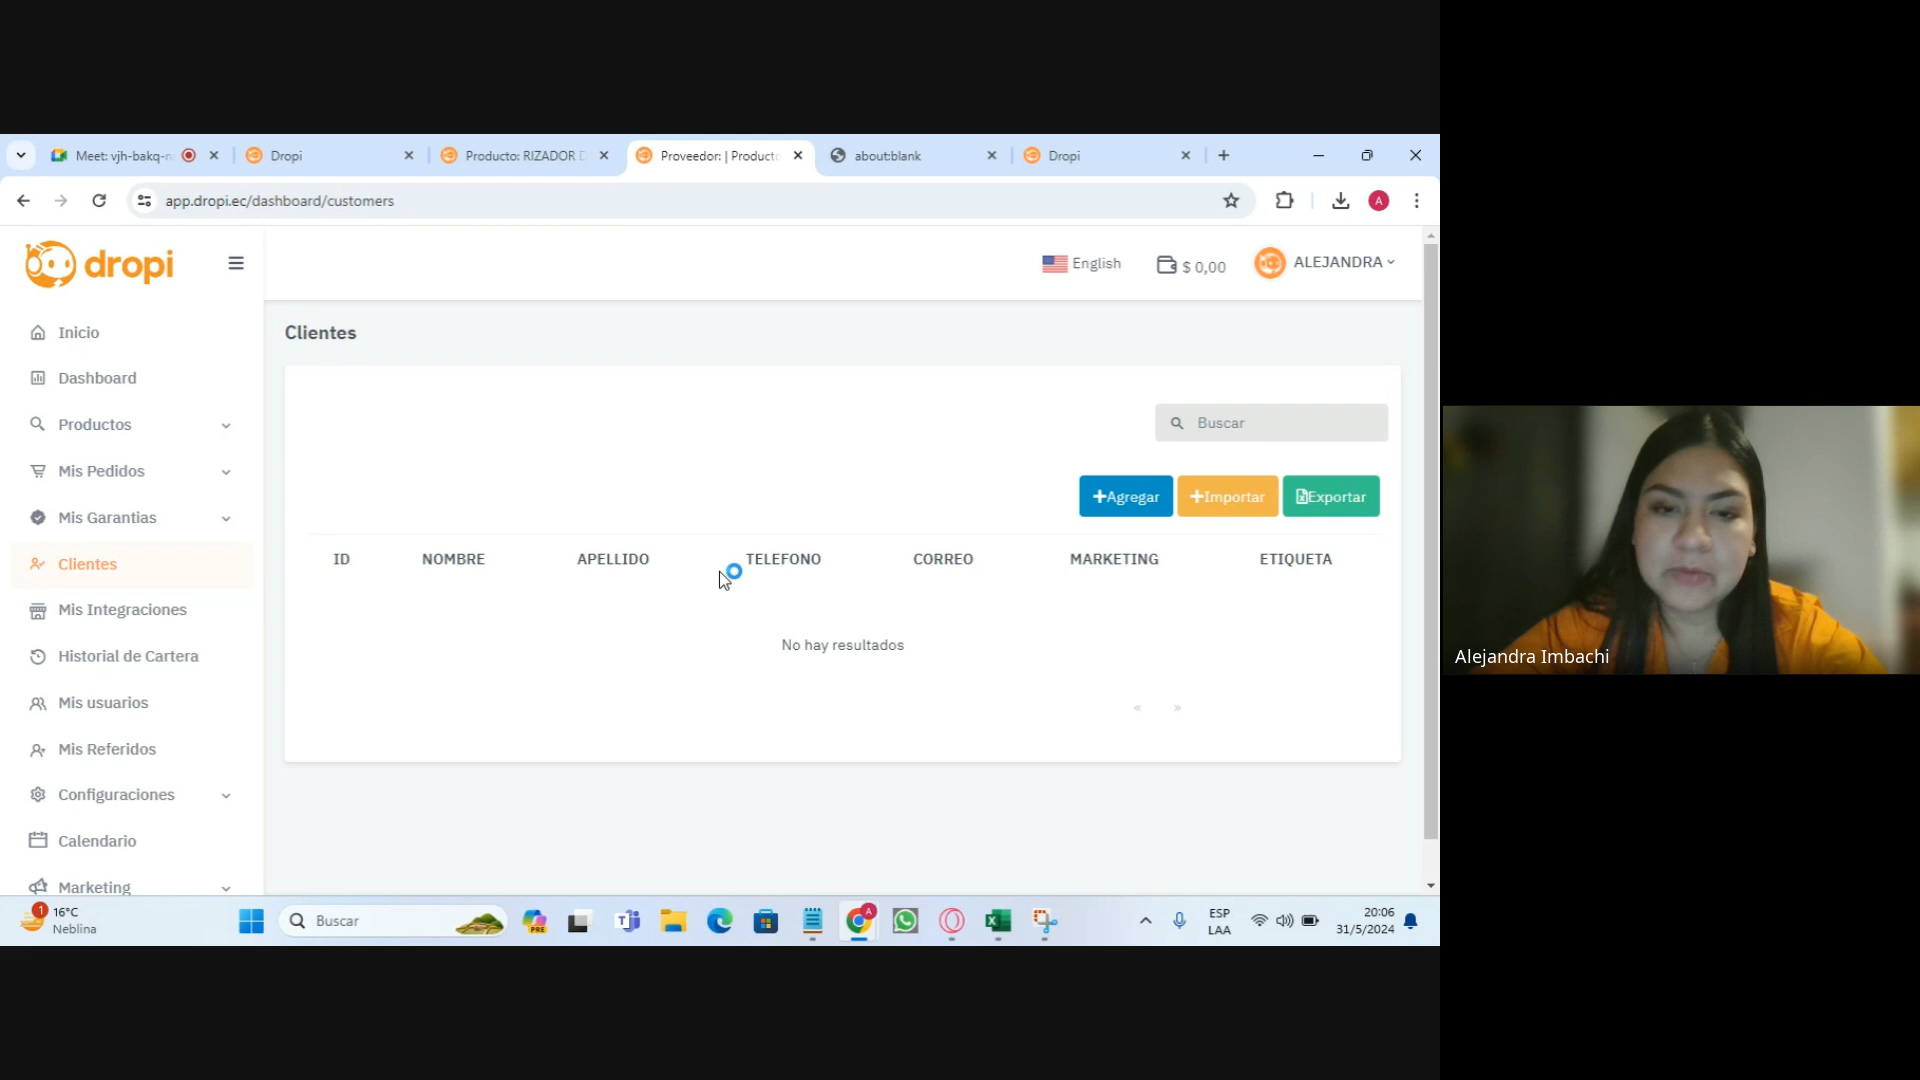 Meet: vjh-bakq-n
Dropi
Producto: RIZADOR D
Proveedor: | Producto
about:blank
Dropi
app.dropi.ec/dashboard/customers
A
dropi
English
$ 0,00
ALEJANDRA
Inicio
Dashboard
Productos
Mis Pedidos
Mis Garantias
Clientes
Mis Integraciones
Historial de Cartera
Mis usuarios
Mis Referidos
Configuraciones
Calendario
Marketing
Clientes
Buscar
+Agregar
+Importar
Exportar
ID NOMBRE APELLIDO TELEFONO CORREO MARKETING ETIQUETA
No hay resultados
« »
Alejandra Imbachi
1
16°C
Neblina
Buscar
PRE
A
ESP
LAA
20:06
31/5/2024